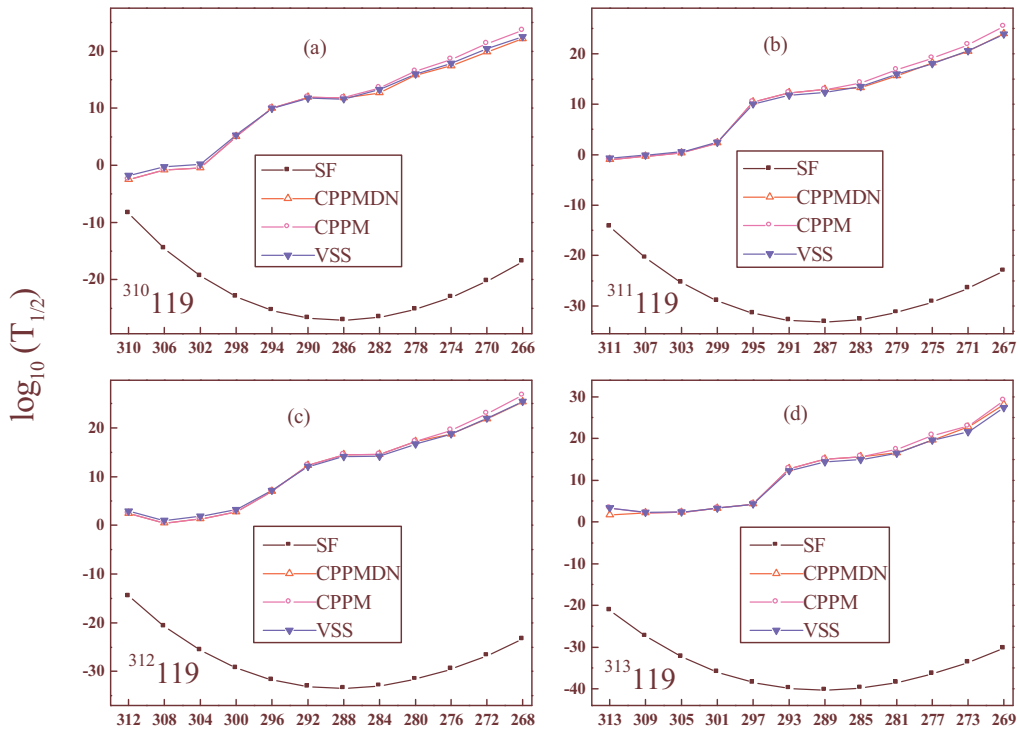 log₁₀ (T₁/₂)
(a)
20
10
0
-10
-20
SF
CPPMDN
CPPM
VSS
³¹⁰119
310 306 302 298 294 290 286 282 278 274 270 266
(b)
20
10
0
-10
-20
-30
SF
CPPMDN
CPPM
VSS
³¹¹119
311 307 303 299 295 291 287 283 279 275 271 267
(c)
20
10
0
-10
-20
-30
SF
CPPMDN
CPPM
VSS
³¹²119
312 308 304 300 296 292 288 284 280 276 272 268
(d)
30
20
10
0
-10
-20
-30
-40
SF
CPPMDN
CPPM
VSS
³¹³119
313 309 305 301 297 293 289 285 281 277 273 269